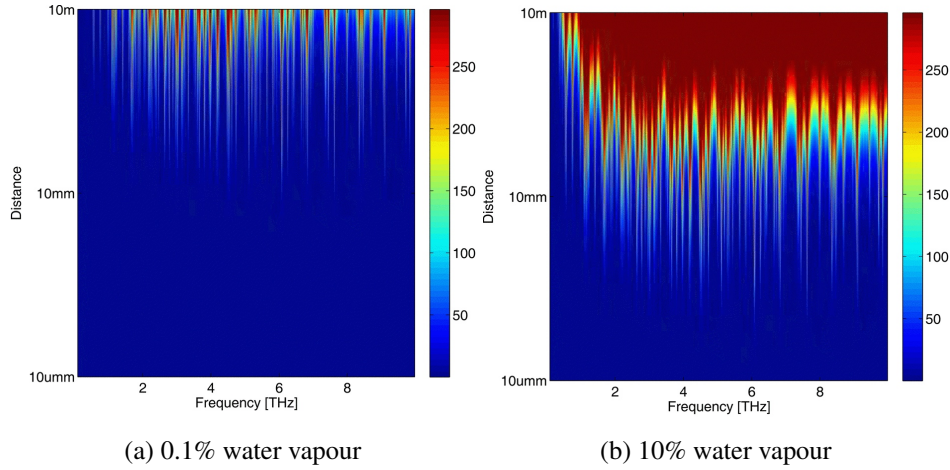 10m
10mm
10umm
Distance
2 4 6 8
Frequency [THz]
250
200
150
100
50
(a) 0.1% water vapour
10m
10mm
10umm
Distance
2 4 6 8
Frequency [THz]
300
250
200
150
100
50
(b) 10% water vapour